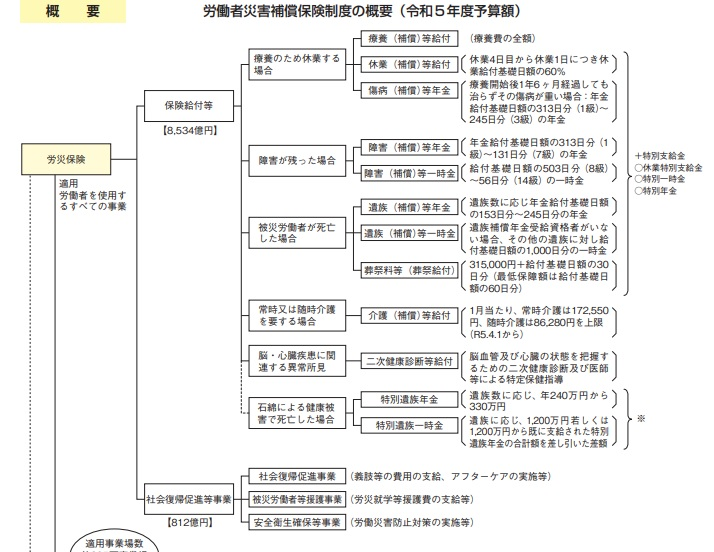 概　要
労働者災害補償保険制度の概要（令和５年度予算額）
労災保険
適用
労働者を使用す
るすべての事業
保険給付等
【8,534億円】
療養のため休業する
場合
療養（補償）等給付
（療養費の全額）
休業（補償）等給付
休業4日目から休業1日につき休
業給付基礎日額の60%
傷病（補償）等年金
療養開始後1年6ヶ月経過しても
治らずその傷病が重い場合：年金
給付基礎日額の313日分（1級）～
245日分（3級）の年金
障害が残った場合
障害（補償）等年金
年金給付基礎日額の313日分（1
級）～131日分（7級）の年金
障害（補償）等一時金
給付基礎日額の503日分（8級）
～56日分（14級）の一時金
被災労働者が死亡
した場合
遺族（補償）等年金
遺族数に応じ年金給付基礎日額
の153日分～245日分の年金
遺族（補償）等一時金
遺族補償年金受給資格者がいな
い場合、その他の遺族に対し給
付基礎日額の1,000日分の一時金
葬祭料等（葬祭給付）
315,000円＋給付基礎日額の30
日分（最低保障額は給付基礎日
額の60日分）
＋特別支給金
○休業特別支給金
○特別一時金
○特別年金
常時又は随時介護
を要する場合
介護（補償）等給付
1月当たり、常時介護は172,550
円、随時介護は86,280円を上限
（R5.4.1から）
脳・心臓疾患に関
連する異常所見
二次健康診断等給付
脳血管及び心臓の状態を把握す
るための二次健康診断及び医師
等による特定保健指導
石綿による健康被
害で死亡した場合
特別遺族年金
遺族数に応じ、年240万円から
330万円
特別遺族一時金
遺族に応じ、1,200万円若しくは
1,200万円から既に支給された特別
遺族年金の合計額を差し引いた差額
※
社会復帰促進等事業
【812億円】
社会復帰促進事業
（義肢等の費用の支給、アフターケアの実施等）
被災労働者等援護事業
（労災就学等援護費の支給等）
安全衛生確保等事業
（労働災害防止対策の実施等）
適用事業場数